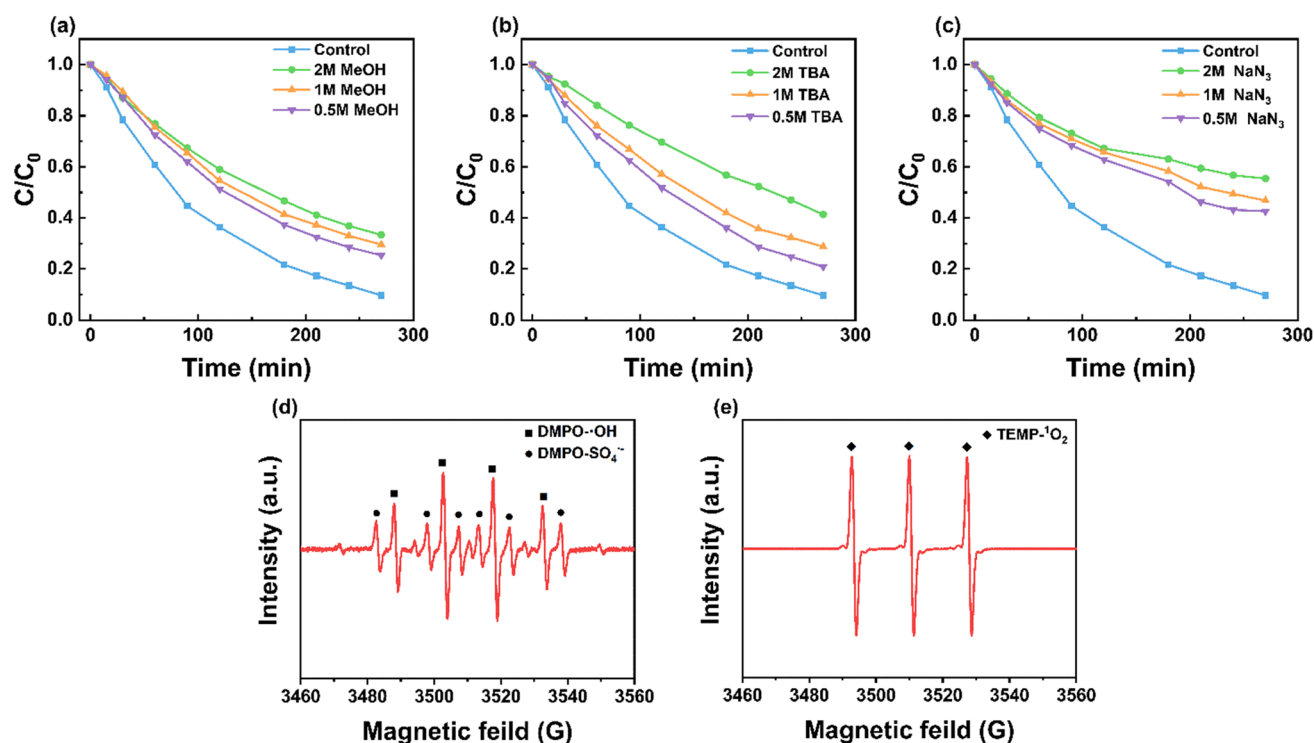 (a)
Control
2M MeOH
1M MeOH
0.5M MeOH
C/C0
1.0
0.8
0.6
0.4
0.2
0.0
0 100 200 300
Time (min)
(b)
Control
2M TBA
1M TBA
0.5M TBA
C/C0
1.0
0.8
0.6
0.4
0.2
0.0
0 100 200 300
Time (min)
(c)
Control
2M NaN3
1M NaN3
0.5M NaN3
C/C0
1.0
0.8
0.6
0.4
0.2
0.0
0 100 200 300
Time (min)
(d)
DMPO-·OH
DMPO-SO4·-
Intensity (a.u.)
3460 3480 3500 3520 3540 3560
Magnetic feild (G)
(e)
TEMP-1O2
Intensity (a.u.)
3460 3480 3500 3520 3540 3560
Magnetic feild (G)